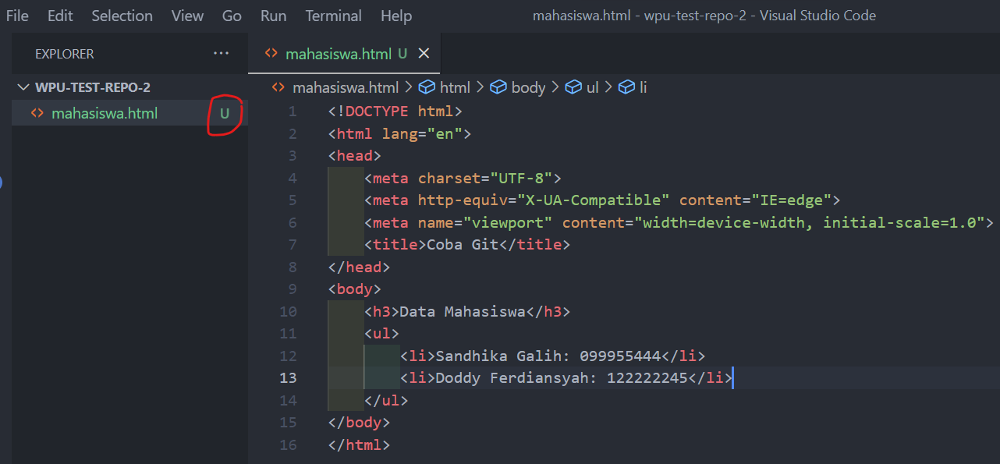 File Edit Selection View Go Run Terminal Help mahasiswa.html - wpu-test-repo-2 - Visual Studio Code
EXPLORER ···
WPU-TEST-REPO-2
mahasiswa.html U
mahasiswa.html U
mahasiswa.html > html > body > ul > li
1 <!DOCTYPE html>
2 <html lang="en">
3 <head>
4 <meta charset="UTF-8">
5 <meta http-equiv="X-UA-Compatible" content="IE=edge">
6 <meta name="viewport" content="width=device-width, initial-scale=1.0">
7 <title>Coba Git</title>
8 </head>
9 <body>
10 <h3>Data Mahasiswa</h3>
11 <ul>
12 <li>Sandhika Galih: 099955444</li>
13 <li>Doddy Ferdiansyah: 122222245</li>
14 </ul>
15 </body>
16 </html>